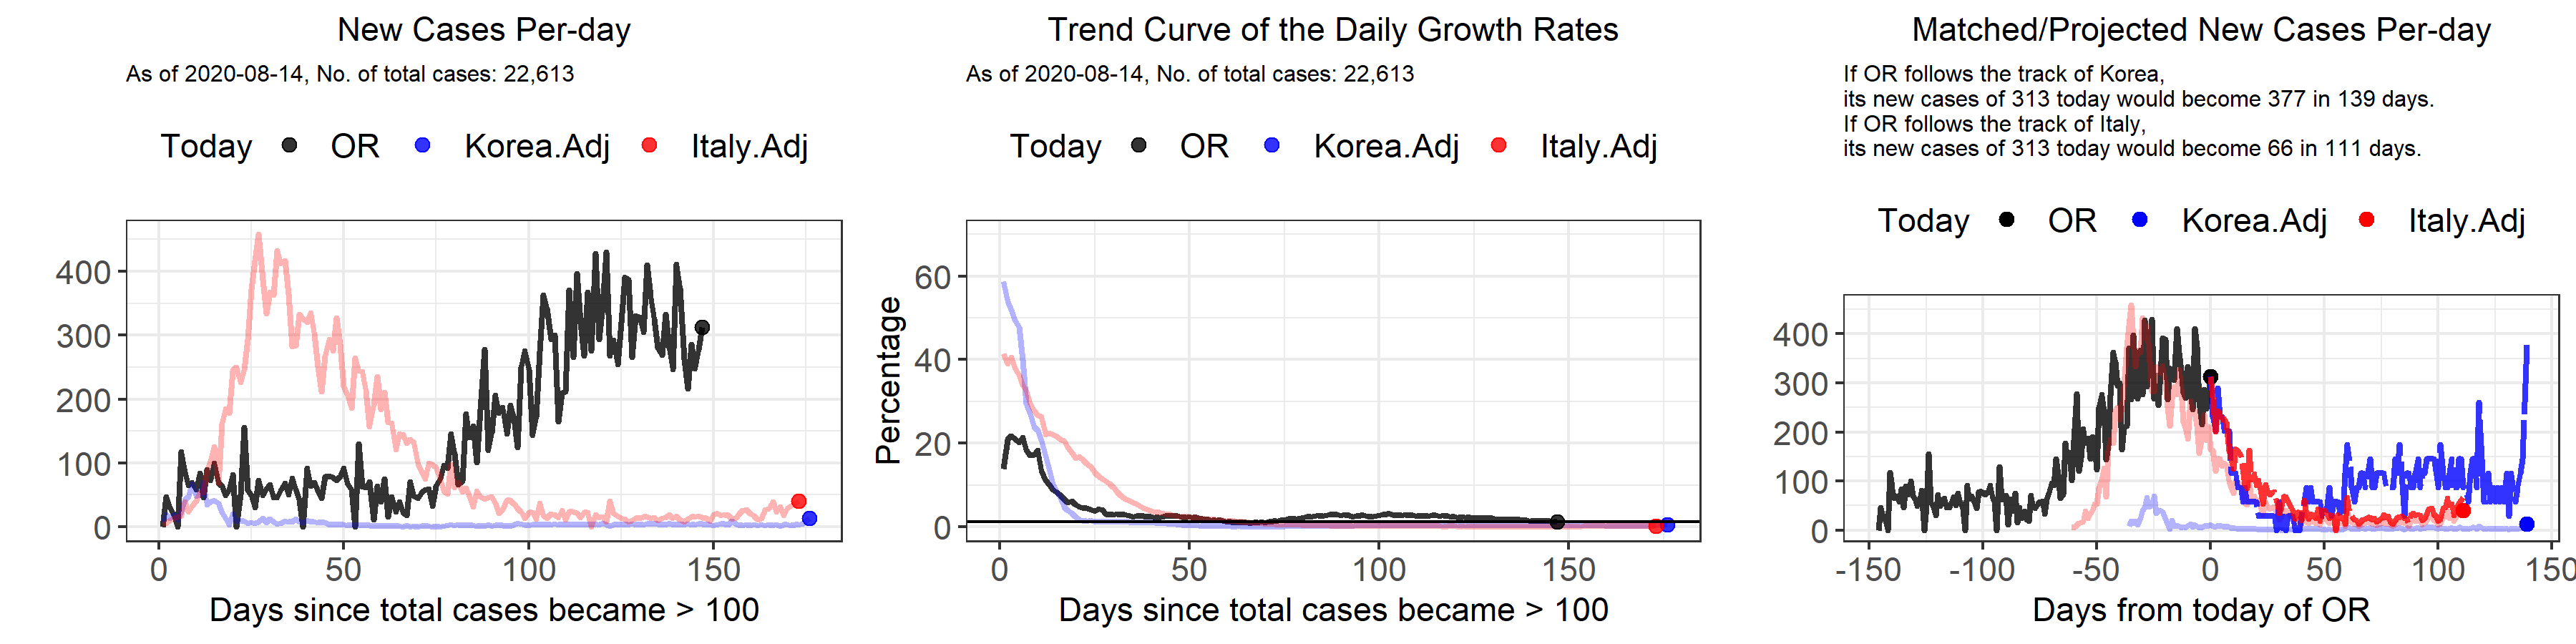 New Cases Per-day
As of 2020-08-14, No. of total cases: 22,613
Today OR Korea.Adj Italy.Adj
400
300
200
100
0
0 50 100 150
Days since total cases became > 100
Trend Curve of the Daily Growth Rates
As of 2020-08-14, No. of total cases: 22,613
Today OR Korea.Adj Italy.Adj
Percentage
60
40
20
0
0 50 100 150
Days since total cases became > 100
Matched/Projected New Cases Per-day
If OR follows the track of Korea,
its new cases of 313 today would become 377 in 139 days.
If OR follows the track of Italy,
its new cases of 313 today would become 66 in 111 days.
Today OR Korea.Adj Italy.Adj
400
300
200
100
0
-150 -100 -50 0 50 100 150
Days from today of OR